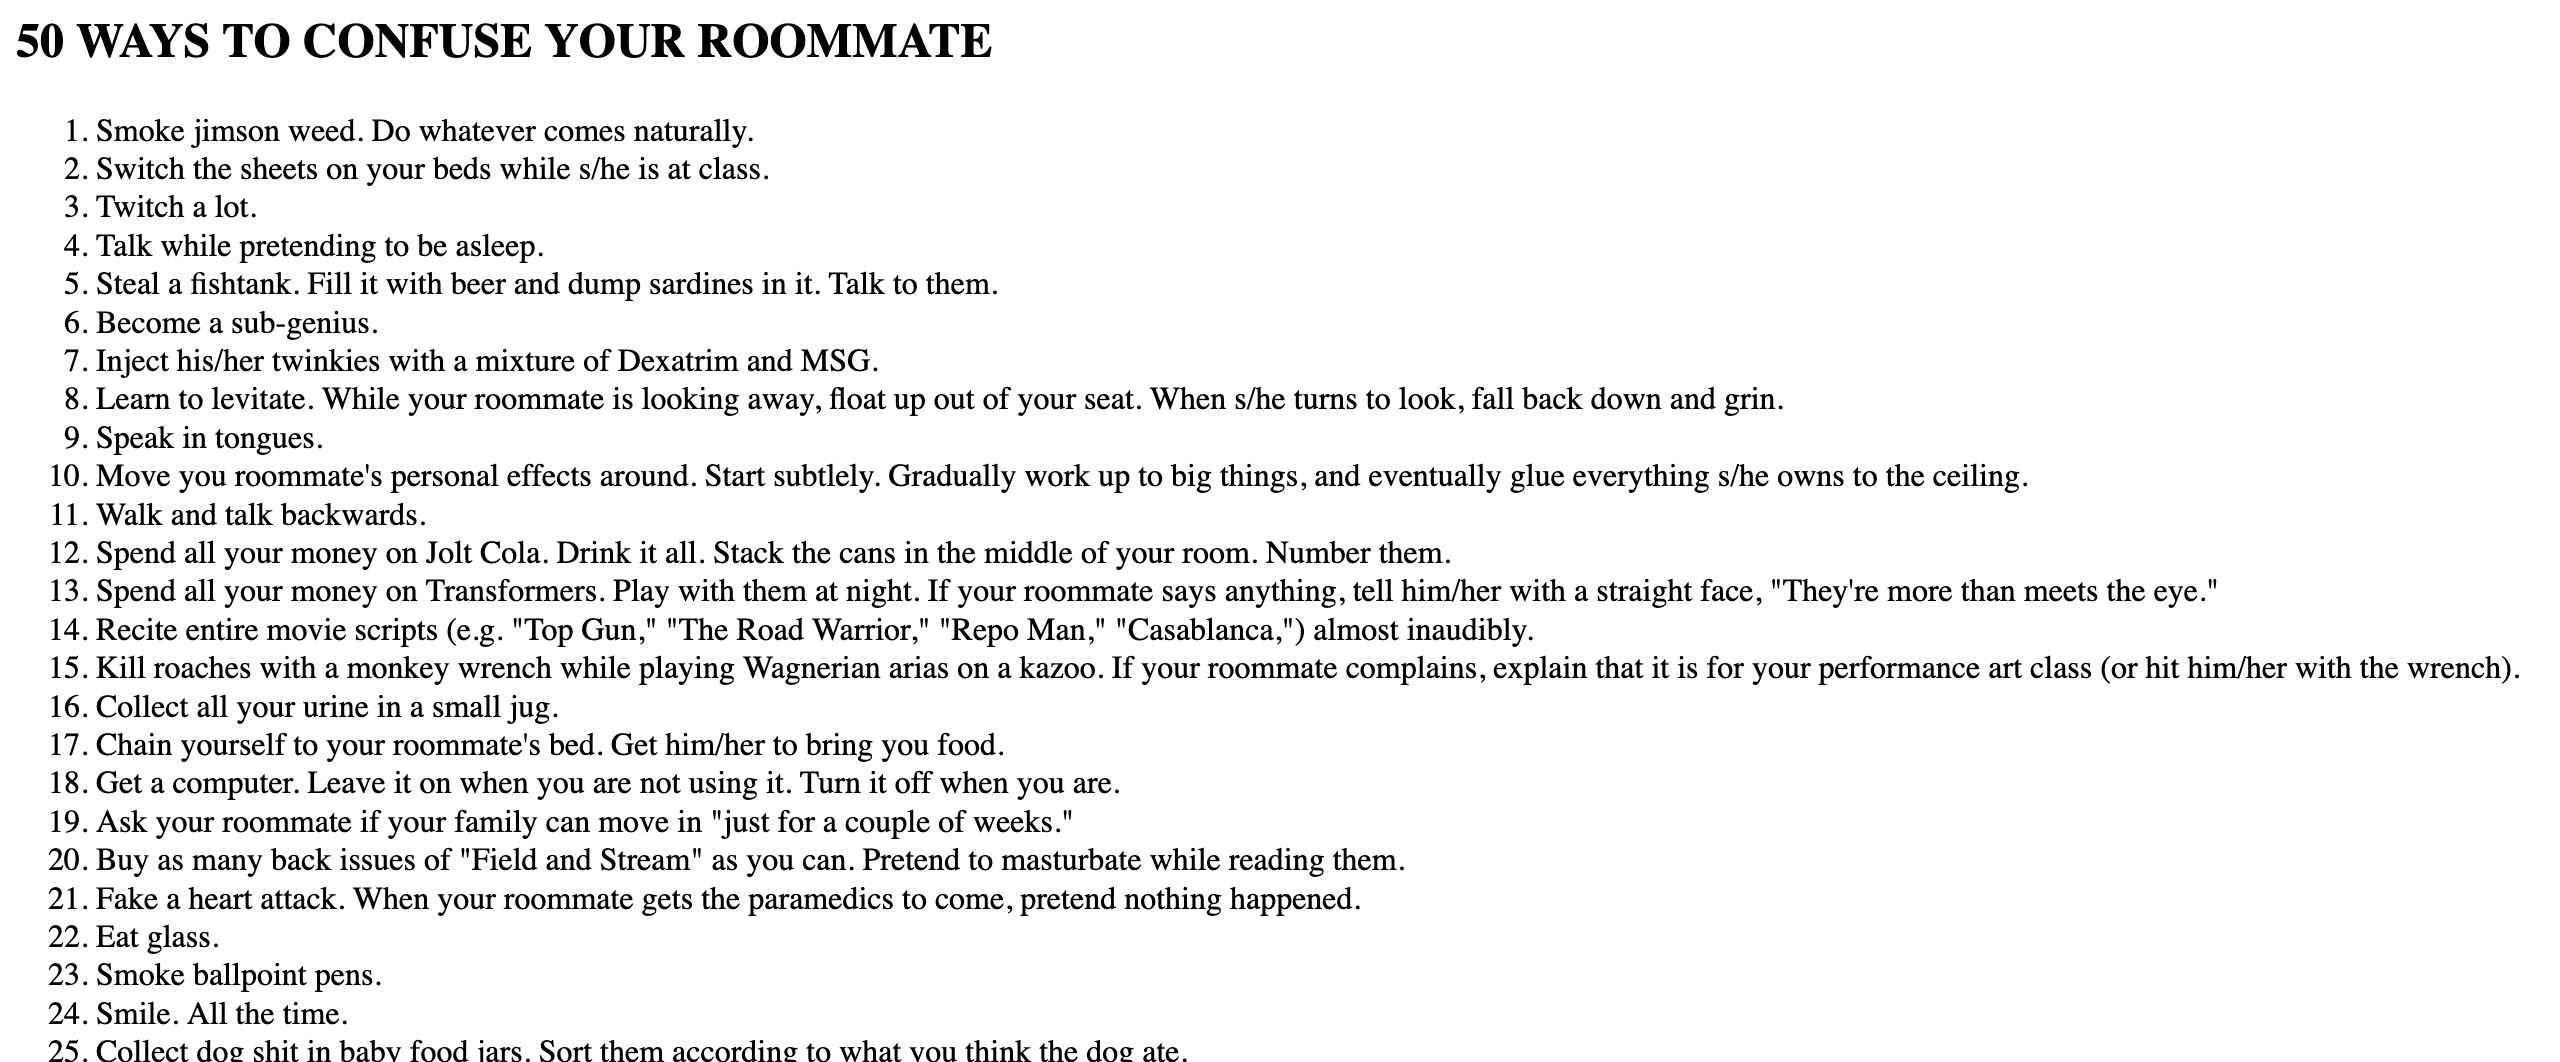 50 WAYS TO CONFUSE YOUR ROOMMATE
1. Smoke jimson weed. Do whatever comes naturally.
2. Switch the sheets on your beds while s/he is at class.
3. Twitch a lot.
4. Talk while pretending to be asleep.
5. Steal a fishtank. Fill it with beer and dump sardines in it. Talk to them.
6. Become a sub-genius.
7. Inject his/her twinkies with a mixture of Dexatrim and MSG.
8. Learn to levitate. While your roommate is looking away, float up out of your seat. When s/he turns to look, fall back down and grin.
9. Speak in tongues.
10. Move you roommate's personal effects around. Start subtlely. Gradually work up to big things, and eventually glue everything s/he owns to the ceiling.
11. Walk and talk backwards.
12. Spend all your money on Jolt Cola. Drink it all. Stack the cans in the middle of your room. Number them.
13. Spend all your money on Transformers. Play with them at night. If your roommate says anything, tell him/her with a straight face, "They're more than meets the eye."
14. Recite entire movie scripts (e.g. "Top Gun," "The Road Warrior," "Repo Man," "Casablanca,") almost inaudibly.
15. Kill roaches with a monkey wrench while playing Wagnerian arias on a kazoo. If your roommate complains, explain that it is for your performance art class (or hit him/her with the wrench).
16. Collect all your urine in a small jug.
17. Chain yourself to your roommate's bed. Get him/her to bring you food.
18. Get a computer. Leave it on when you are not using it. Turn it off when you are.
19. Ask your roommate if your family can move in "just for a couple of weeks."
20. Buy as many back issues of "Field and Stream" as you can. Pretend to masturbate while reading them.
21. Fake a heart attack. When your roommate gets the paramedics to come, pretend nothing happened.
22. Eat glass.
23. Smoke ballpoint pens.
24. Smile. All the time.
25. Collect dog shit in baby food jars. Sort them according to what you think the dog ate.